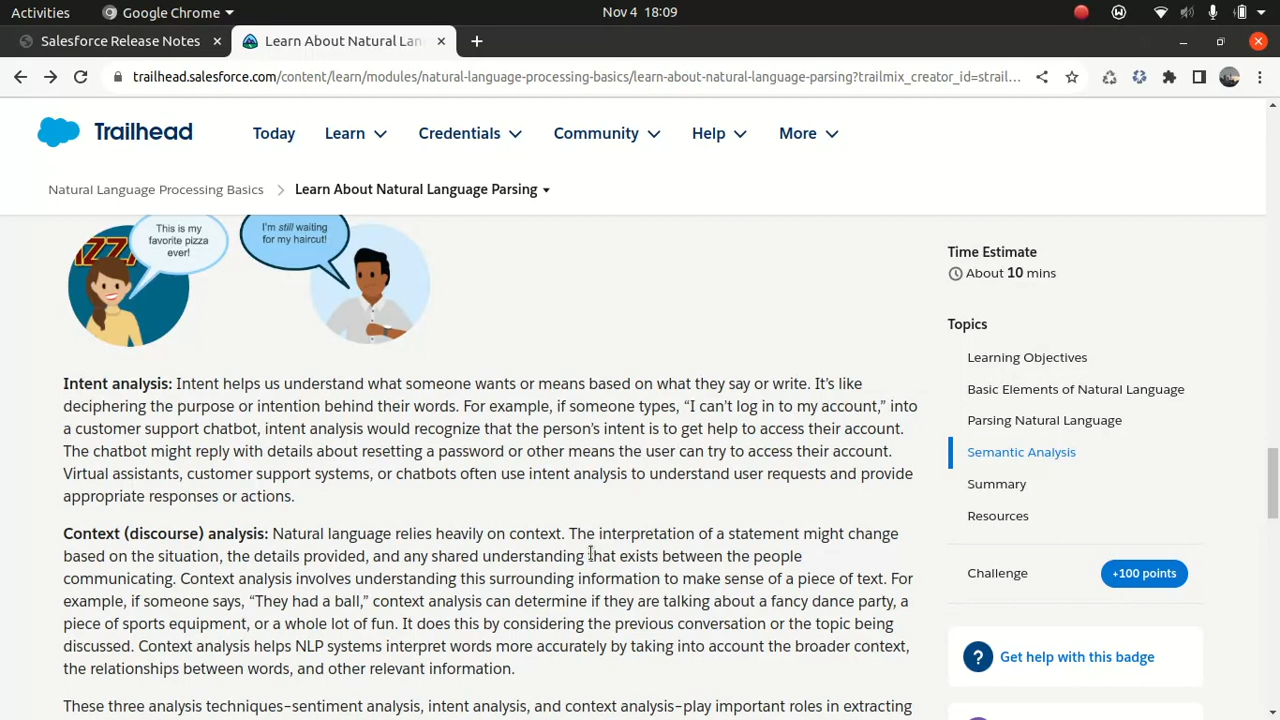 Activities
Google Chrome
Nov 4 18:09
Salesforce Release Notes
Learn About Natural Lan
trailhead.salesforce.com/content/learn/modules/natural-language-processing-basics/learn-about-natural-language-parsing?trailmix_creator_id=strail...
Trailhead
Today
Learn
Credentials
Community
Help
More
Natural Language Processing Basics
Learn About Natural Language Parsing
This is my
favorite pizza
ever!
I'm still waiting
for my haircut!
Intent analysis: Intent helps us understand what someone wants or means based on what they say or write. It’s like
deciphering the purpose or intention behind their words. For example, if someone types, “I can’t log in to my account,” into
a customer support chatbot, intent analysis would recognize that the person’s intent is to get help to access their account.
The chatbot might reply with details about resetting a password or other means the user can try to access their account.
Virtual assistants, customer support systems, or chatbots often use intent analysis to understand user requests and provide
appropriate responses or actions.
Context (discourse) analysis: Natural language relies heavily on context. The interpretation of a statement might change
based on the situation, the details provided, and any shared understanding that exists between the people
communicating. Context analysis involves understanding this surrounding information to make sense of a piece of text. For
example, if someone says, “They had a ball,” context analysis can determine if they are talking about a fancy dance party, a
piece of sports equipment, or a whole lot of fun. It does this by considering the previous conversation or the topic being
discussed. Context analysis helps NLP systems interpret words more accurately by taking into account the broader context,
the relationships between words, and other relevant information.
These three analysis techniques–sentiment analysis, intent analysis, and context analysis–play important roles in extracting
Time Estimate
About 10 mins
Topics
Learning Objectives
Basic Elements of Natural Language
Parsing Natural Language
Semantic Analysis
Summary
Resources
Challenge
+100 points
Get help with this badge